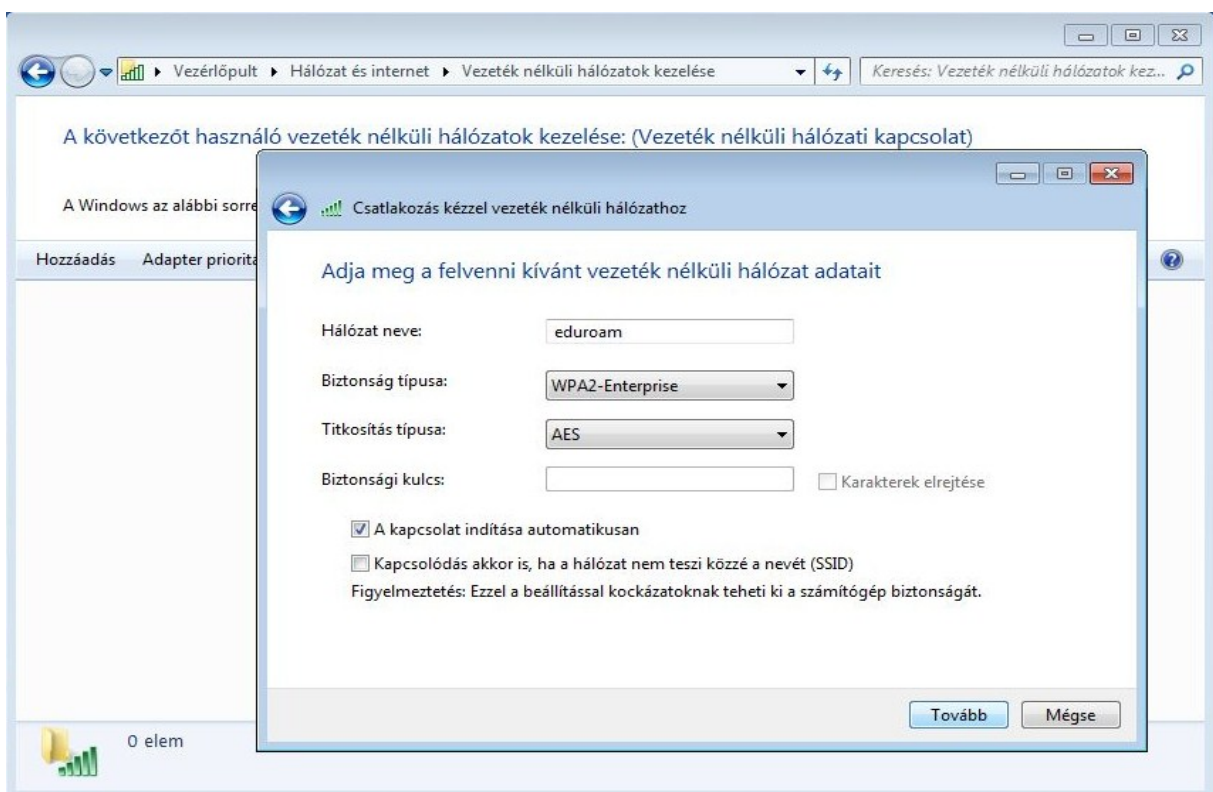 Vezérlőpult ▸ Hálózat és internet ▸ Vezeték nélküli hálózatok kezelése
Keresés: Vezeték nélküli hálózatok kez...
A következőt használó vezeték nélküli hálózatok kezelése: (Vezeték nélküli hálózati kapcsolat)
A Windows az alábbi sorre
Hozzáadás Adapter priorita
Csatlakozás kézzel vezeték nélküli hálózathoz
Adja meg a felvenni kívánt vezeték nélküli hálózat adatait
Hálózat neve: eduroam
Biztonság típusa: WPA2-Enterprise
Titkosítás típusa: AES
Biztonsági kulcs: Karakterek elrejtése
A kapcsolat indítása automatikusan
Kapcsolódás akkor is, ha a hálózat nem teszi közzé a nevét (SSID)
Figyelmeztetés: Ezzel a beállítással kockázatoknak teheti ki a számítógép biztonságát.
Tovább Mégse
0 elem